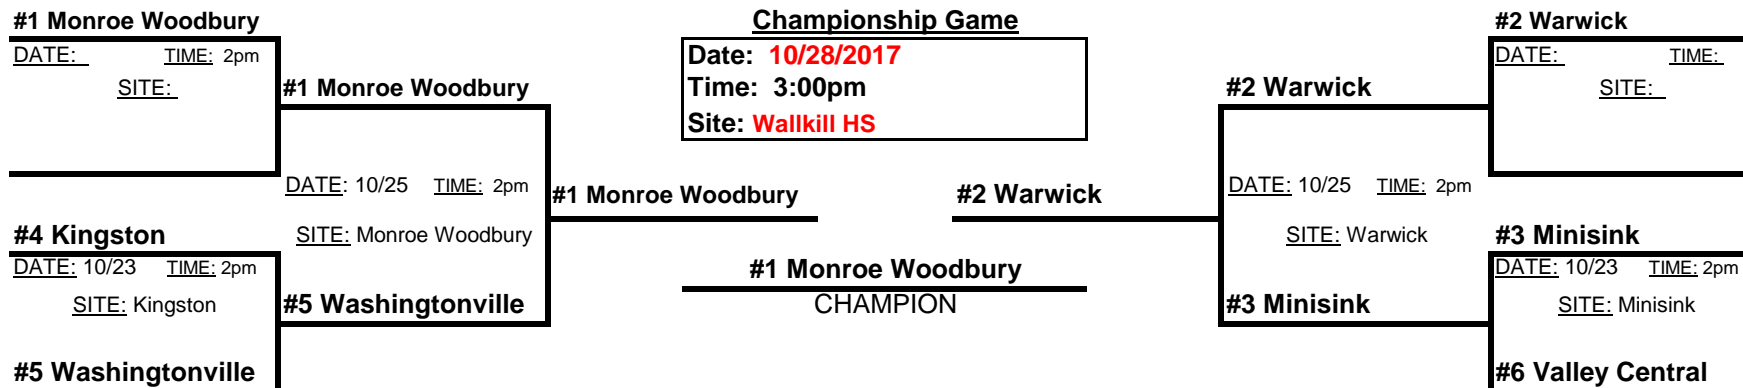 #1 Monroe Woodbury
Championship Game
#2 Warwick
DATE: TIME: 2pm
Date: 10/28/2017
DATE: TIME:
SITE:
#1 Monroe Woodbury
Time: 3:00pm
#2 Warwick
SITE:
Site: Wallkill HS
DATE: 10/25 TIME: 2pm
#1 Monroe Woodbury
#2 Warwick
DATE: 10/25 TIME: 2pm
#4 Kingston
SITE: Monroe Woodbury
SITE: Warwick
#3 Minisink
DATE: 10/23 TIME: 2pm
#1 Monroe Woodbury
DATE: 10/23 TIME: 2pm
SITE: Kingston
#5 Washingtonville
CHAMPION
#3 Minisink
SITE: Minisink
#5 Washingtonville
#6 Valley Central